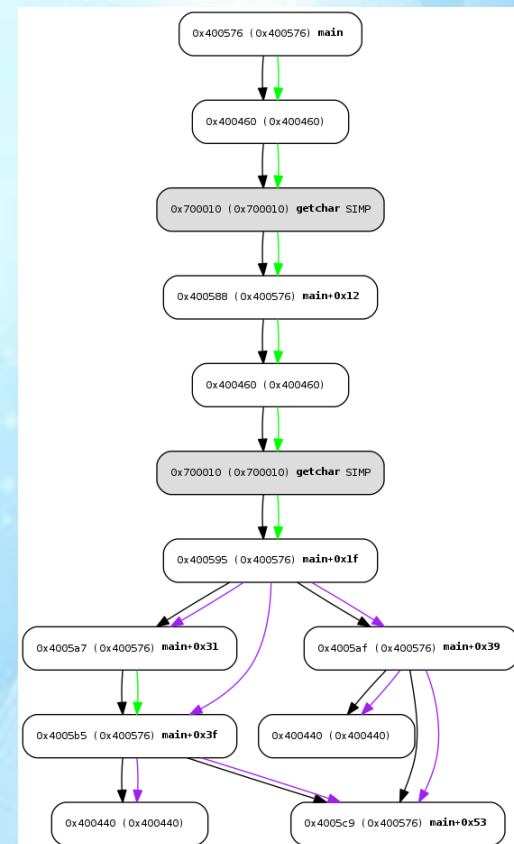 0x400576 (0x400576) main
0x400460 (0x400460)
0x700010 (0x700010) getchar SIMP
0x400588 (0x400576) main+0x12
0x400460 (0x400460)
0x700010 (0x700010) getchar SIMP
0x400595 (0x400576) main+0x1f
0x4005a7 (0x400576) main+0x31
0x4005af (0x400576) main+0x39
0x4005b5 (0x400576) main+0x3f
0x400440 (0x400440)
0x400440 (0x400440)
0x4005c9 (0x400576) main+0x53